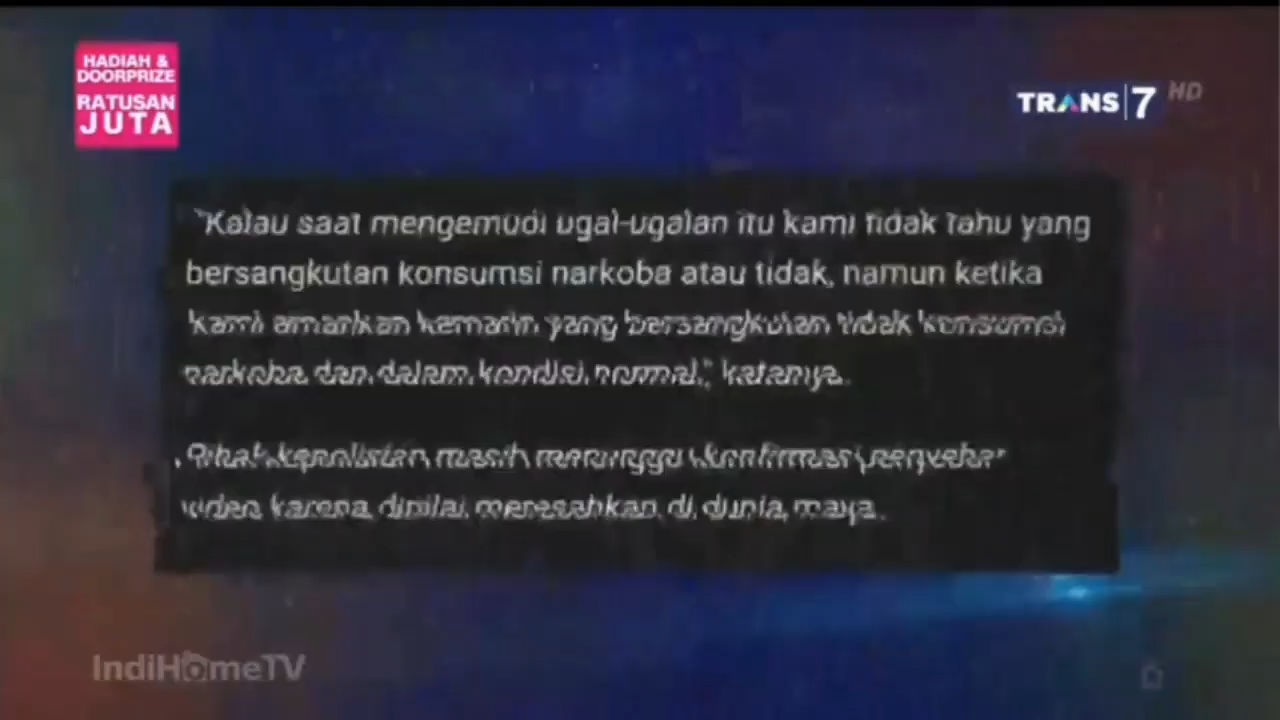 HADIAH &
DOORPRIZE
RATUSAN
JUTA
TRANS|7 HD
"Kalau saat mengemudi ugal-ugalan itu kami tidak tahu yang
bersangkutan konsumsi narkoba atau tidak, namun ketika
kami amankan kemarin yang bersangkutan tidak konsumsi
narkoba dan dalam kondisi normal," katanya.
Pihak kepolisian masih menunggu konfirmasi penyebar
video karena dinilai meresahkan di dunia maya.
IndiHomeTV